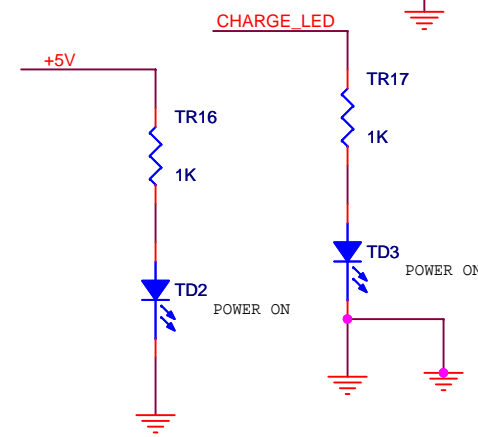 CHARGE_LED
+5V
TR17
TR16
1K
1K
TD3
POWER ON
TD2
POWER ON